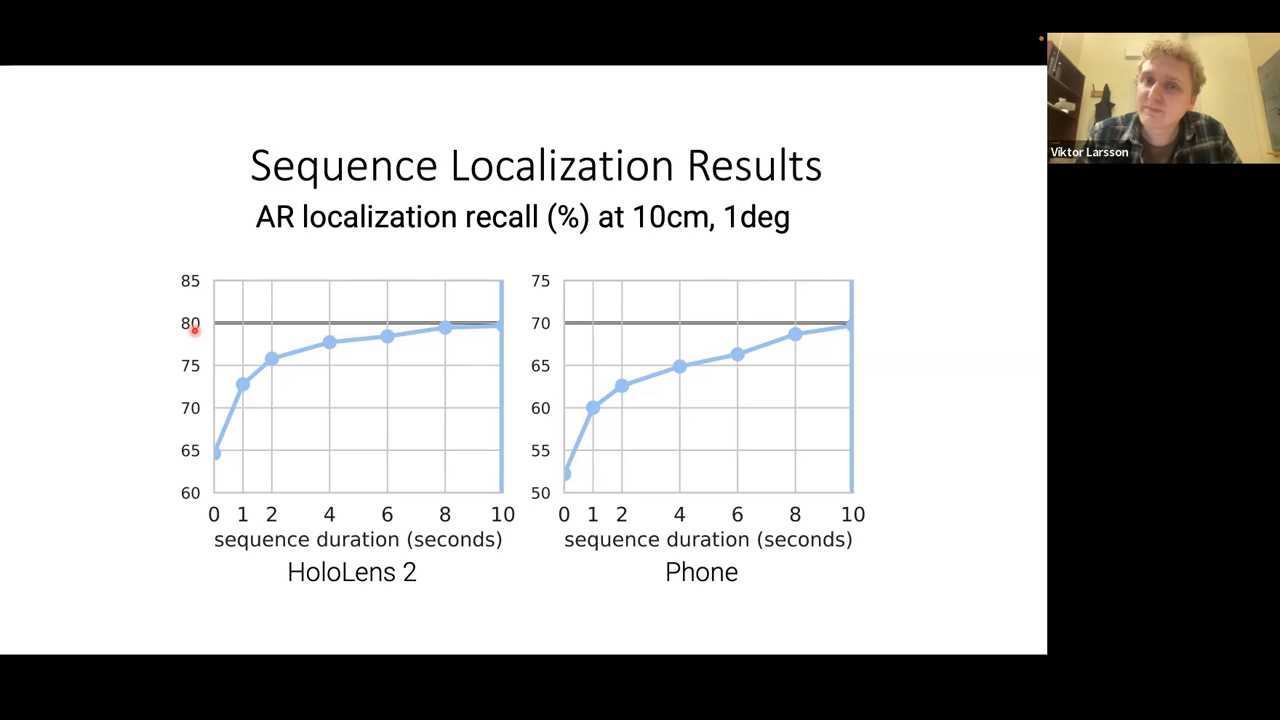 Viktor Larsson
Sequence Localization Results
AR localization recall (%) at 10cm, 1deg
85
80
75
70
65
60
0 1 2 4 6 8 10
sequence duration (seconds)
HoloLens 2
75
70
65
60
55
50
0 1 2 4 6 8 10
sequence duration (seconds)
Phone